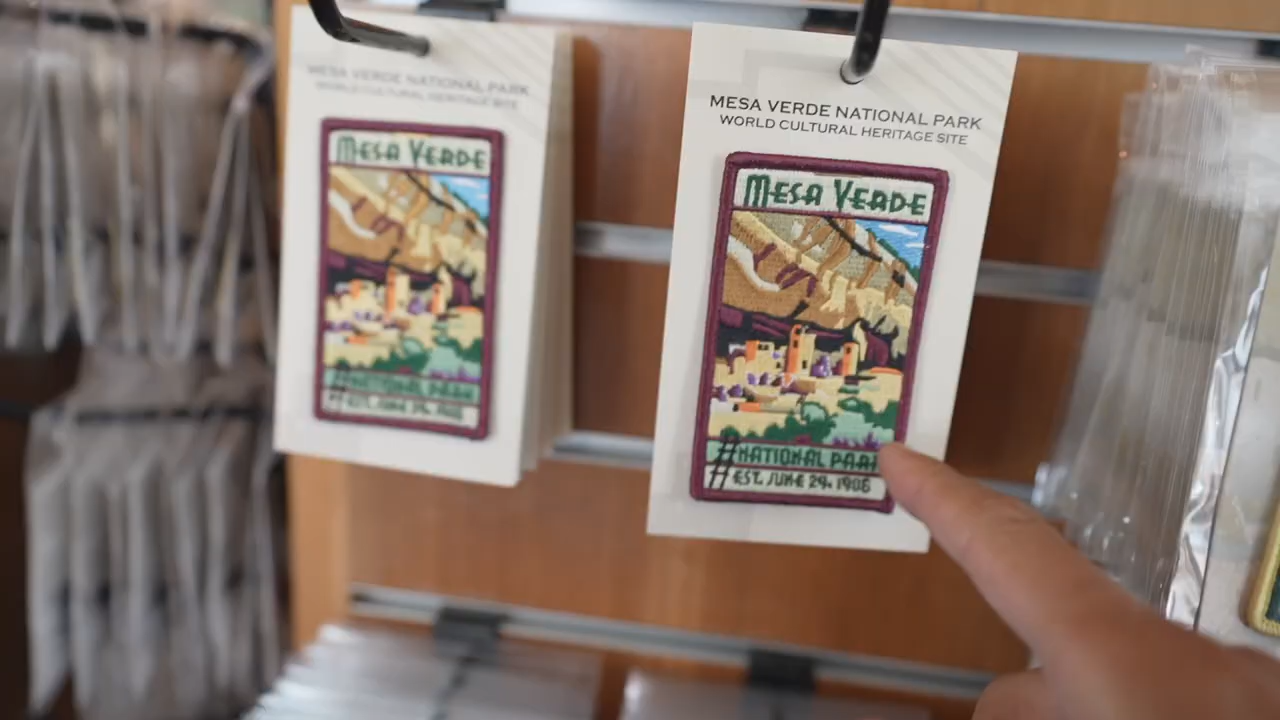 MESA VERDE NATIONAL PARK
WORLD CULTURAL HERITAGE SITE
MESA VERDE
NATIONAL PARK
EST. JUNE 29, 1906
MESA VERDE NATIONAL PARK
WORLD CULTURAL HERITAGE SITE
MESA VERDE
NATIONAL PARK
EST. JUNE 29, 1906